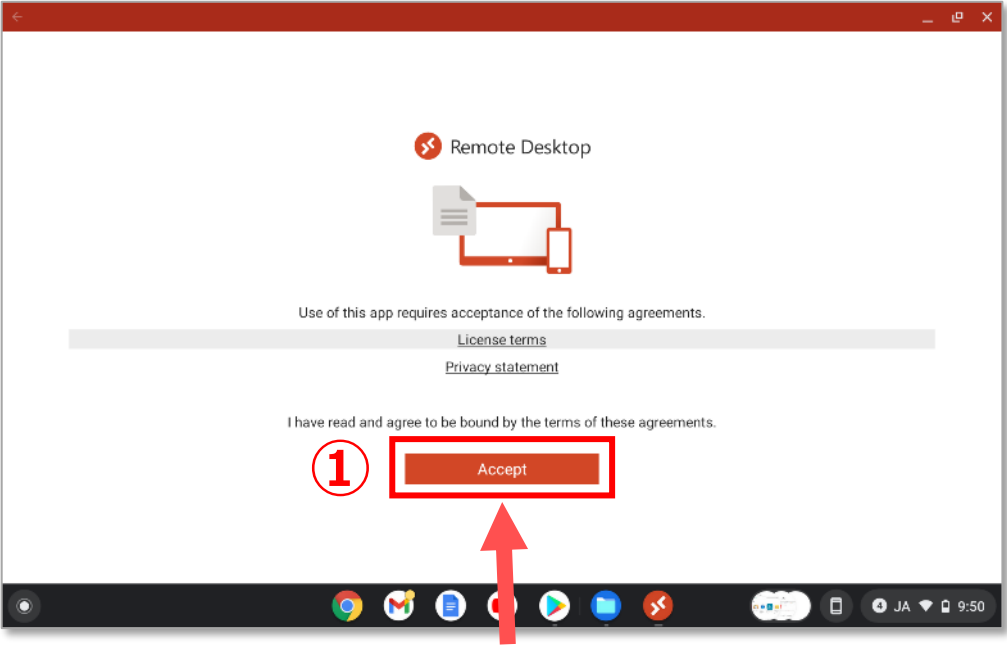 Remote Desktop
Use of this app requires acceptance of the following agreements.
License terms
Privacy statement
I have read and agree to be bound by the terms of these agreements.
①
Accept
4 JA 9:50